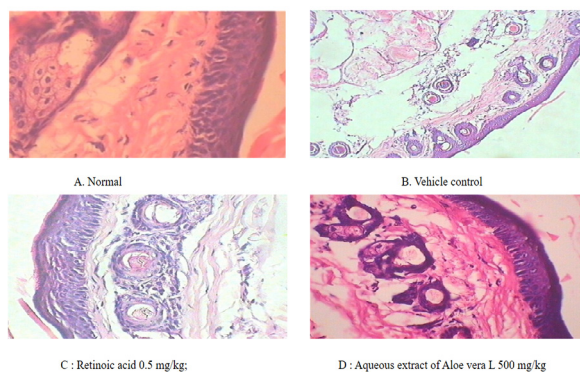 A. Normal
B. Vehicle control
C : Retinoic acid 0.5 mg/kg;
D : Aqueous extract of Aloe vera L 500 mg/kg